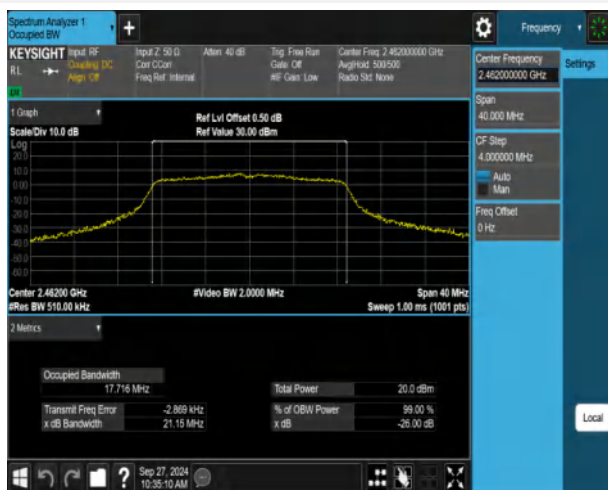 Spectrum Analyzer 1
Occupied BW
Frequency
KEYSIGHT
Input: RF
Coupling: DC
Align: Off
Input Z: 50 Ω
Corr CCorr
Freq Ref: Internal
Atten: 40 dB
Trig: Free Run
Gate: Off
#IF Gain: Low
Center Freq: 2.462000000 GHz
Avg|Hold: 500/500
Radio Std: None
RL
Center Frequency
2.462000000 GHz
Settings
Span
40.000 MHz
CF Step
4.000000 MHz
Auto
Man
Freq Offset
0 Hz
1 Graph
Scale/Div 10.0 dB
Ref Lvl Offset 0.50 dB
Ref Value 30.00 dBm
Log
20.0
10.0
0.00
-10.0
-20.0
-30.0
-40.0
-50.0
-60.0
Center 2.46200 GHz
#Video BW 2.0000 MHz
Span 40 MHz
#Res BW 510.00 kHz
Sweep 1.00 ms (1001 pts)
2 Metrics
Occupied Bandwidth
17.716 MHz
Total Power
20.0 dBm
Transmit Freq Error
-2.869 kHz
% of OBW Power
99.00 %
x dB Bandwidth
21.15 MHz
x dB
-26.00 dB
Local
Sep 27, 2024
10:35:10 AM